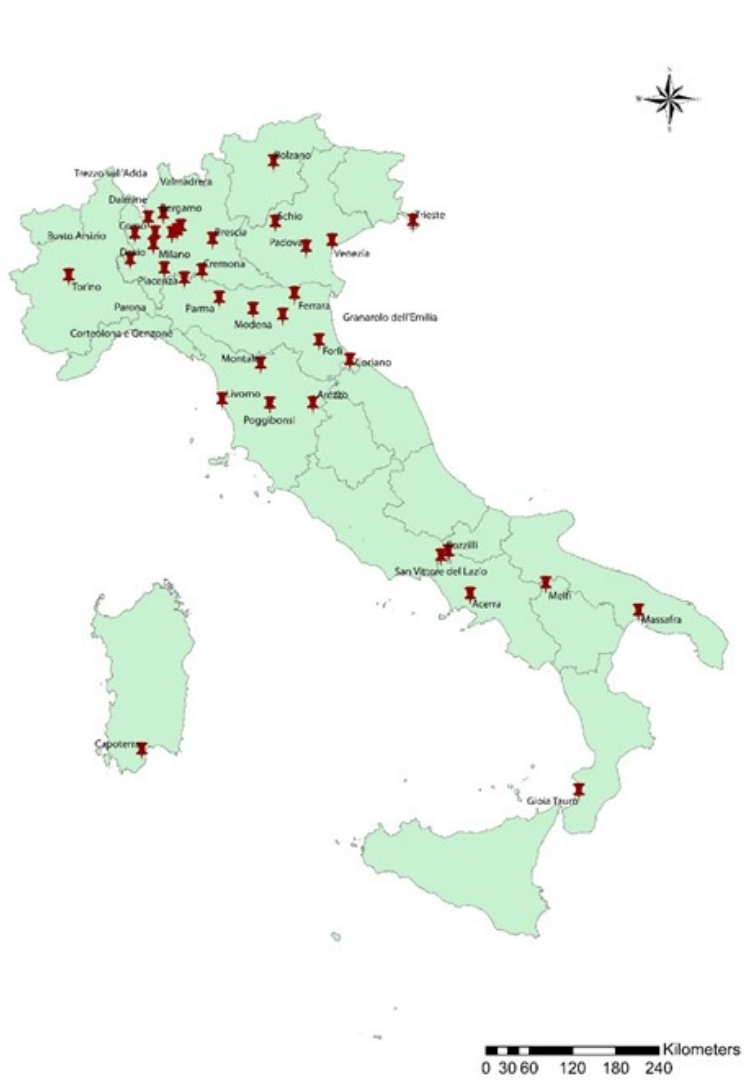 N
W
Bolzano
Trezzo sull'Adda
Valmadrera
Dalmine
Bergamo
Schio
Trieste
Como
Busto Arsizio
Brescia
Padova
Venezia
Desio
Milano
Cremona
Torino
Piacenza
Parona
Parma
Ferrara
Modena
Granarolo dell'Emilia
Corteolona e Genzone
Forlì
Montale
Coriano
Livorno
Arezzo
Poggibonsi
Pozzilli
San Vittore del Lazio
Melfi
Acerra
Massafra
Capoterra
Gioia Tauro
Kilometers
0 30 60 120 180 240